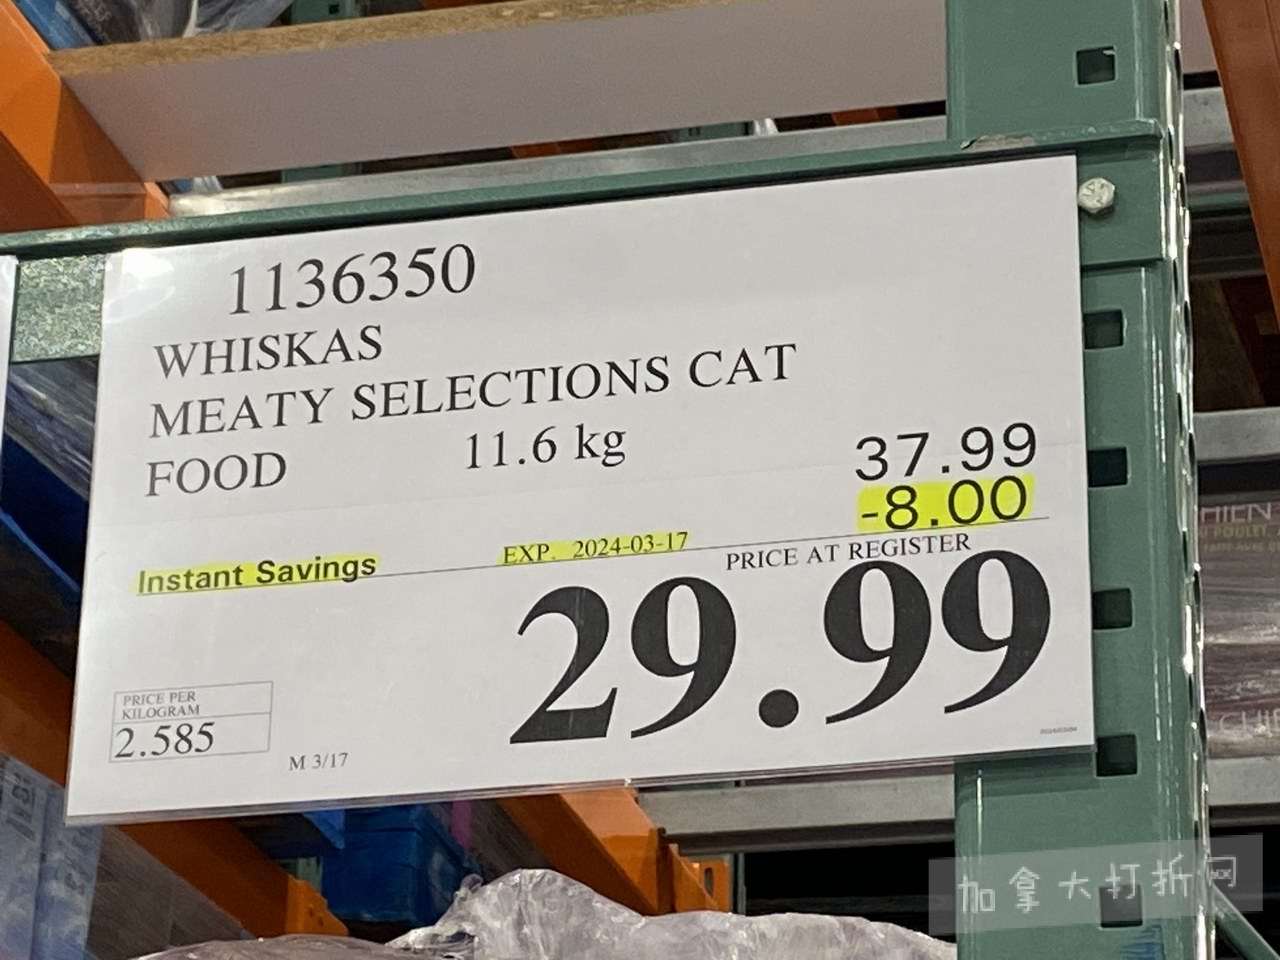 1136350
WHISKAS
MEATY SELECTIONS CAT
FOOD 11.6 kg
37.99
-8.00
Instant Savings EXP. 2024-03-17
PRICE AT REGISTER
29.99
PRICE PER
KILOGRAM
2.585
M 3/17
加拿大打折网